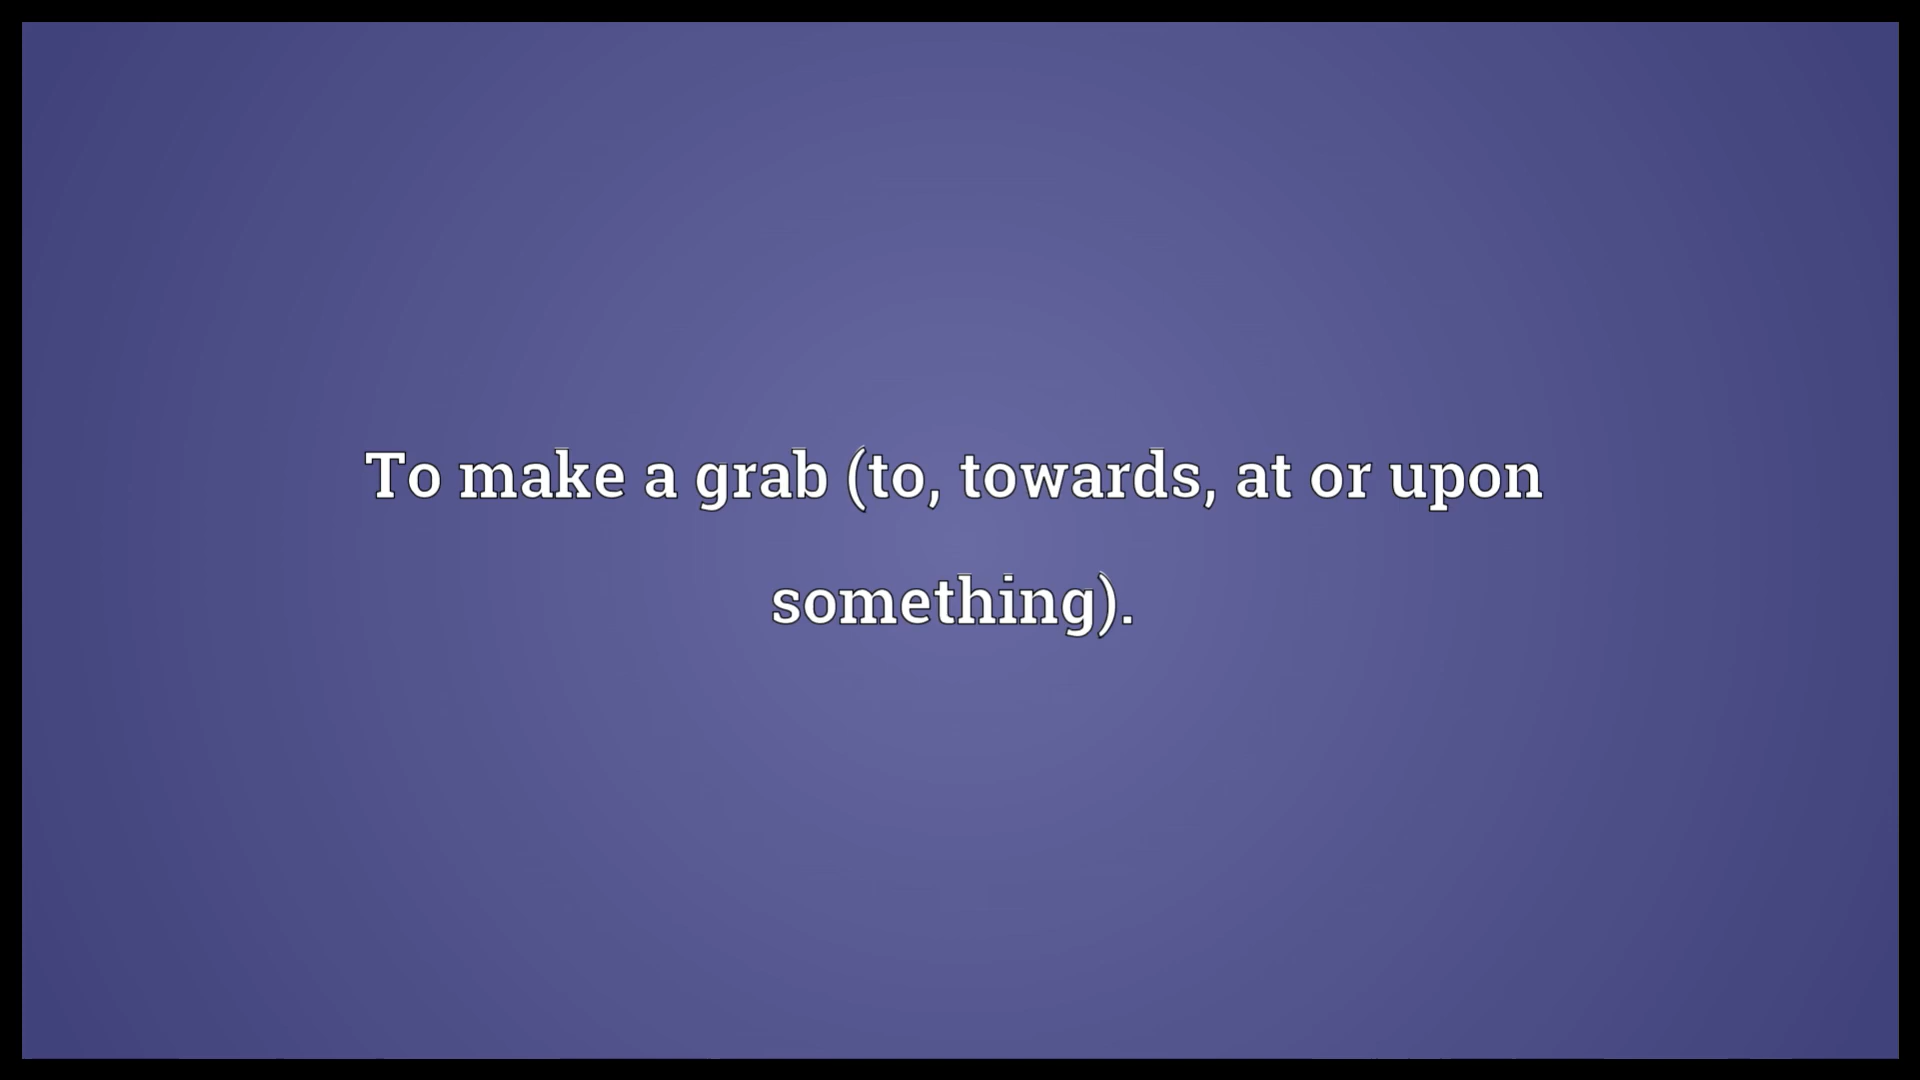 To make a grab (to, towards, at or upon
something).